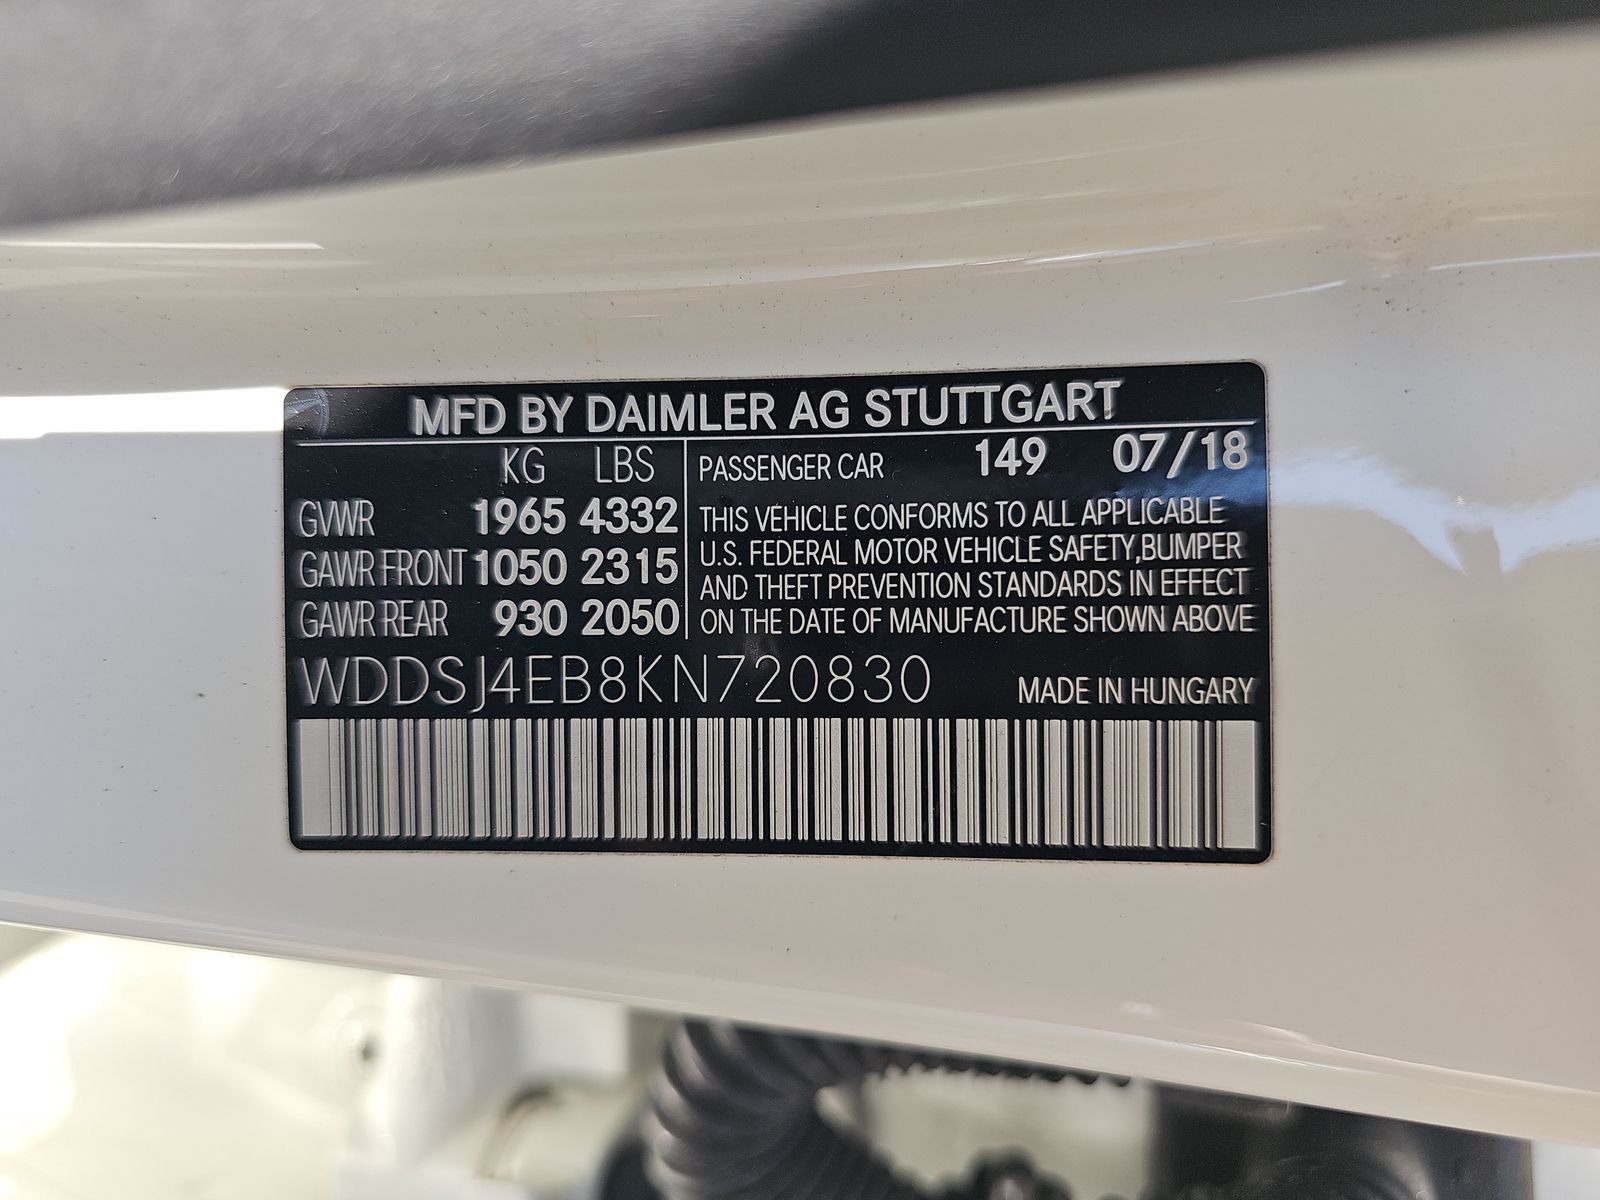 MFD BY DAIMLER AG STUTTGART
KG LBS
GVWR 1965 4332
GAWR FRONT 1050 2315
GAWR REAR 930 2050
PASSENGER CAR 149 07/18
THIS VEHICLE CONFORMS TO ALL APPLICABLE
U.S. FEDERAL MOTOR VEHICLE SAFETY,BUMPER
AND THEFT PREVENTION STANDARDS IN EFFECT
ON THE DATE OF MANUFACTURE SHOWN ABOVE
WDDSJ4EB8KN720830
MADE IN HUNGARY